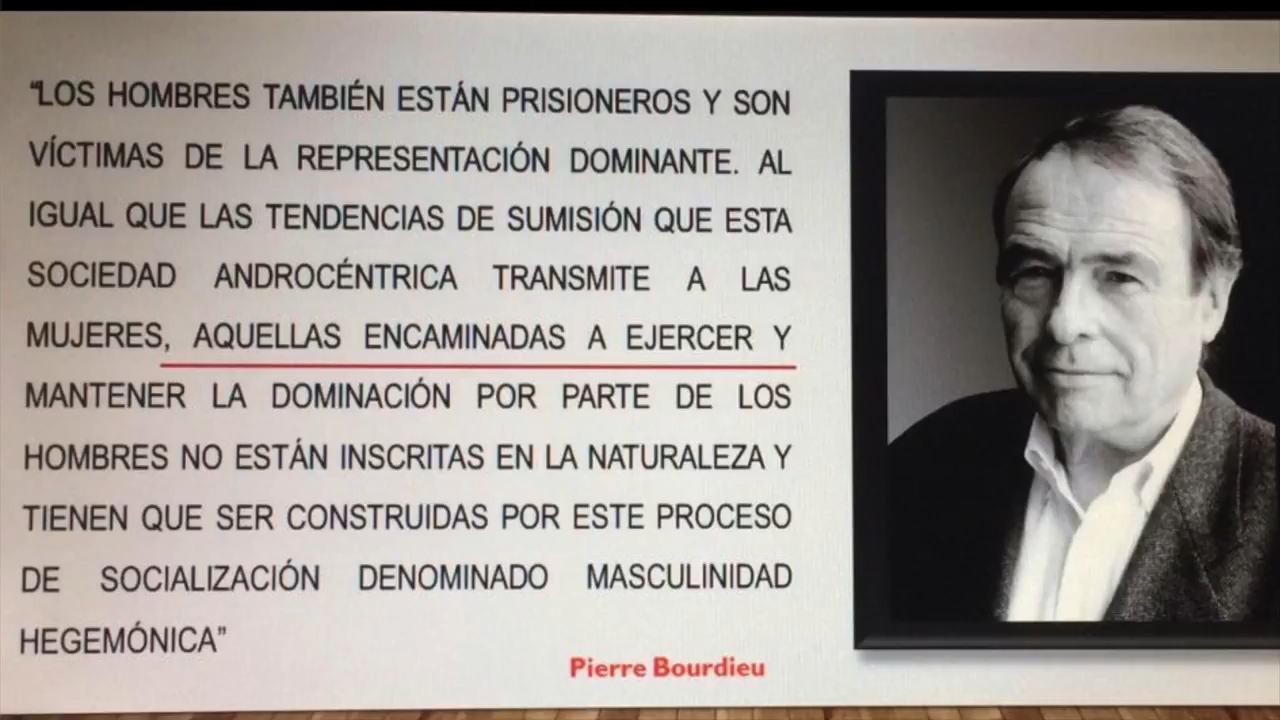 “LOS HOMBRES TAMBIÉN ESTÁN PRISIONEROS Y SON
VÍCTIMAS DE LA REPRESENTACIÓN DOMINANTE. AL
IGUAL QUE LAS TENDENCIAS DE SUMISIÓN QUE ESTA
SOCIEDAD ANDROCÉNTRICA TRANSMITE A LAS
MUJERES, AQUELLAS ENCAMINADAS A EJERCER Y
MANTENER LA DOMINACIÓN POR PARTE DE LOS
HOMBRES NO ESTÁN INSCRITAS EN LA NATURALEZA Y
TIENEN QUE SER CONSTRUIDAS POR ESTE PROCESO
DE SOCIALIZACIÓN DENOMINADO MASCULINIDAD
HEGEMÓNICA”
Pierre Bourdieu